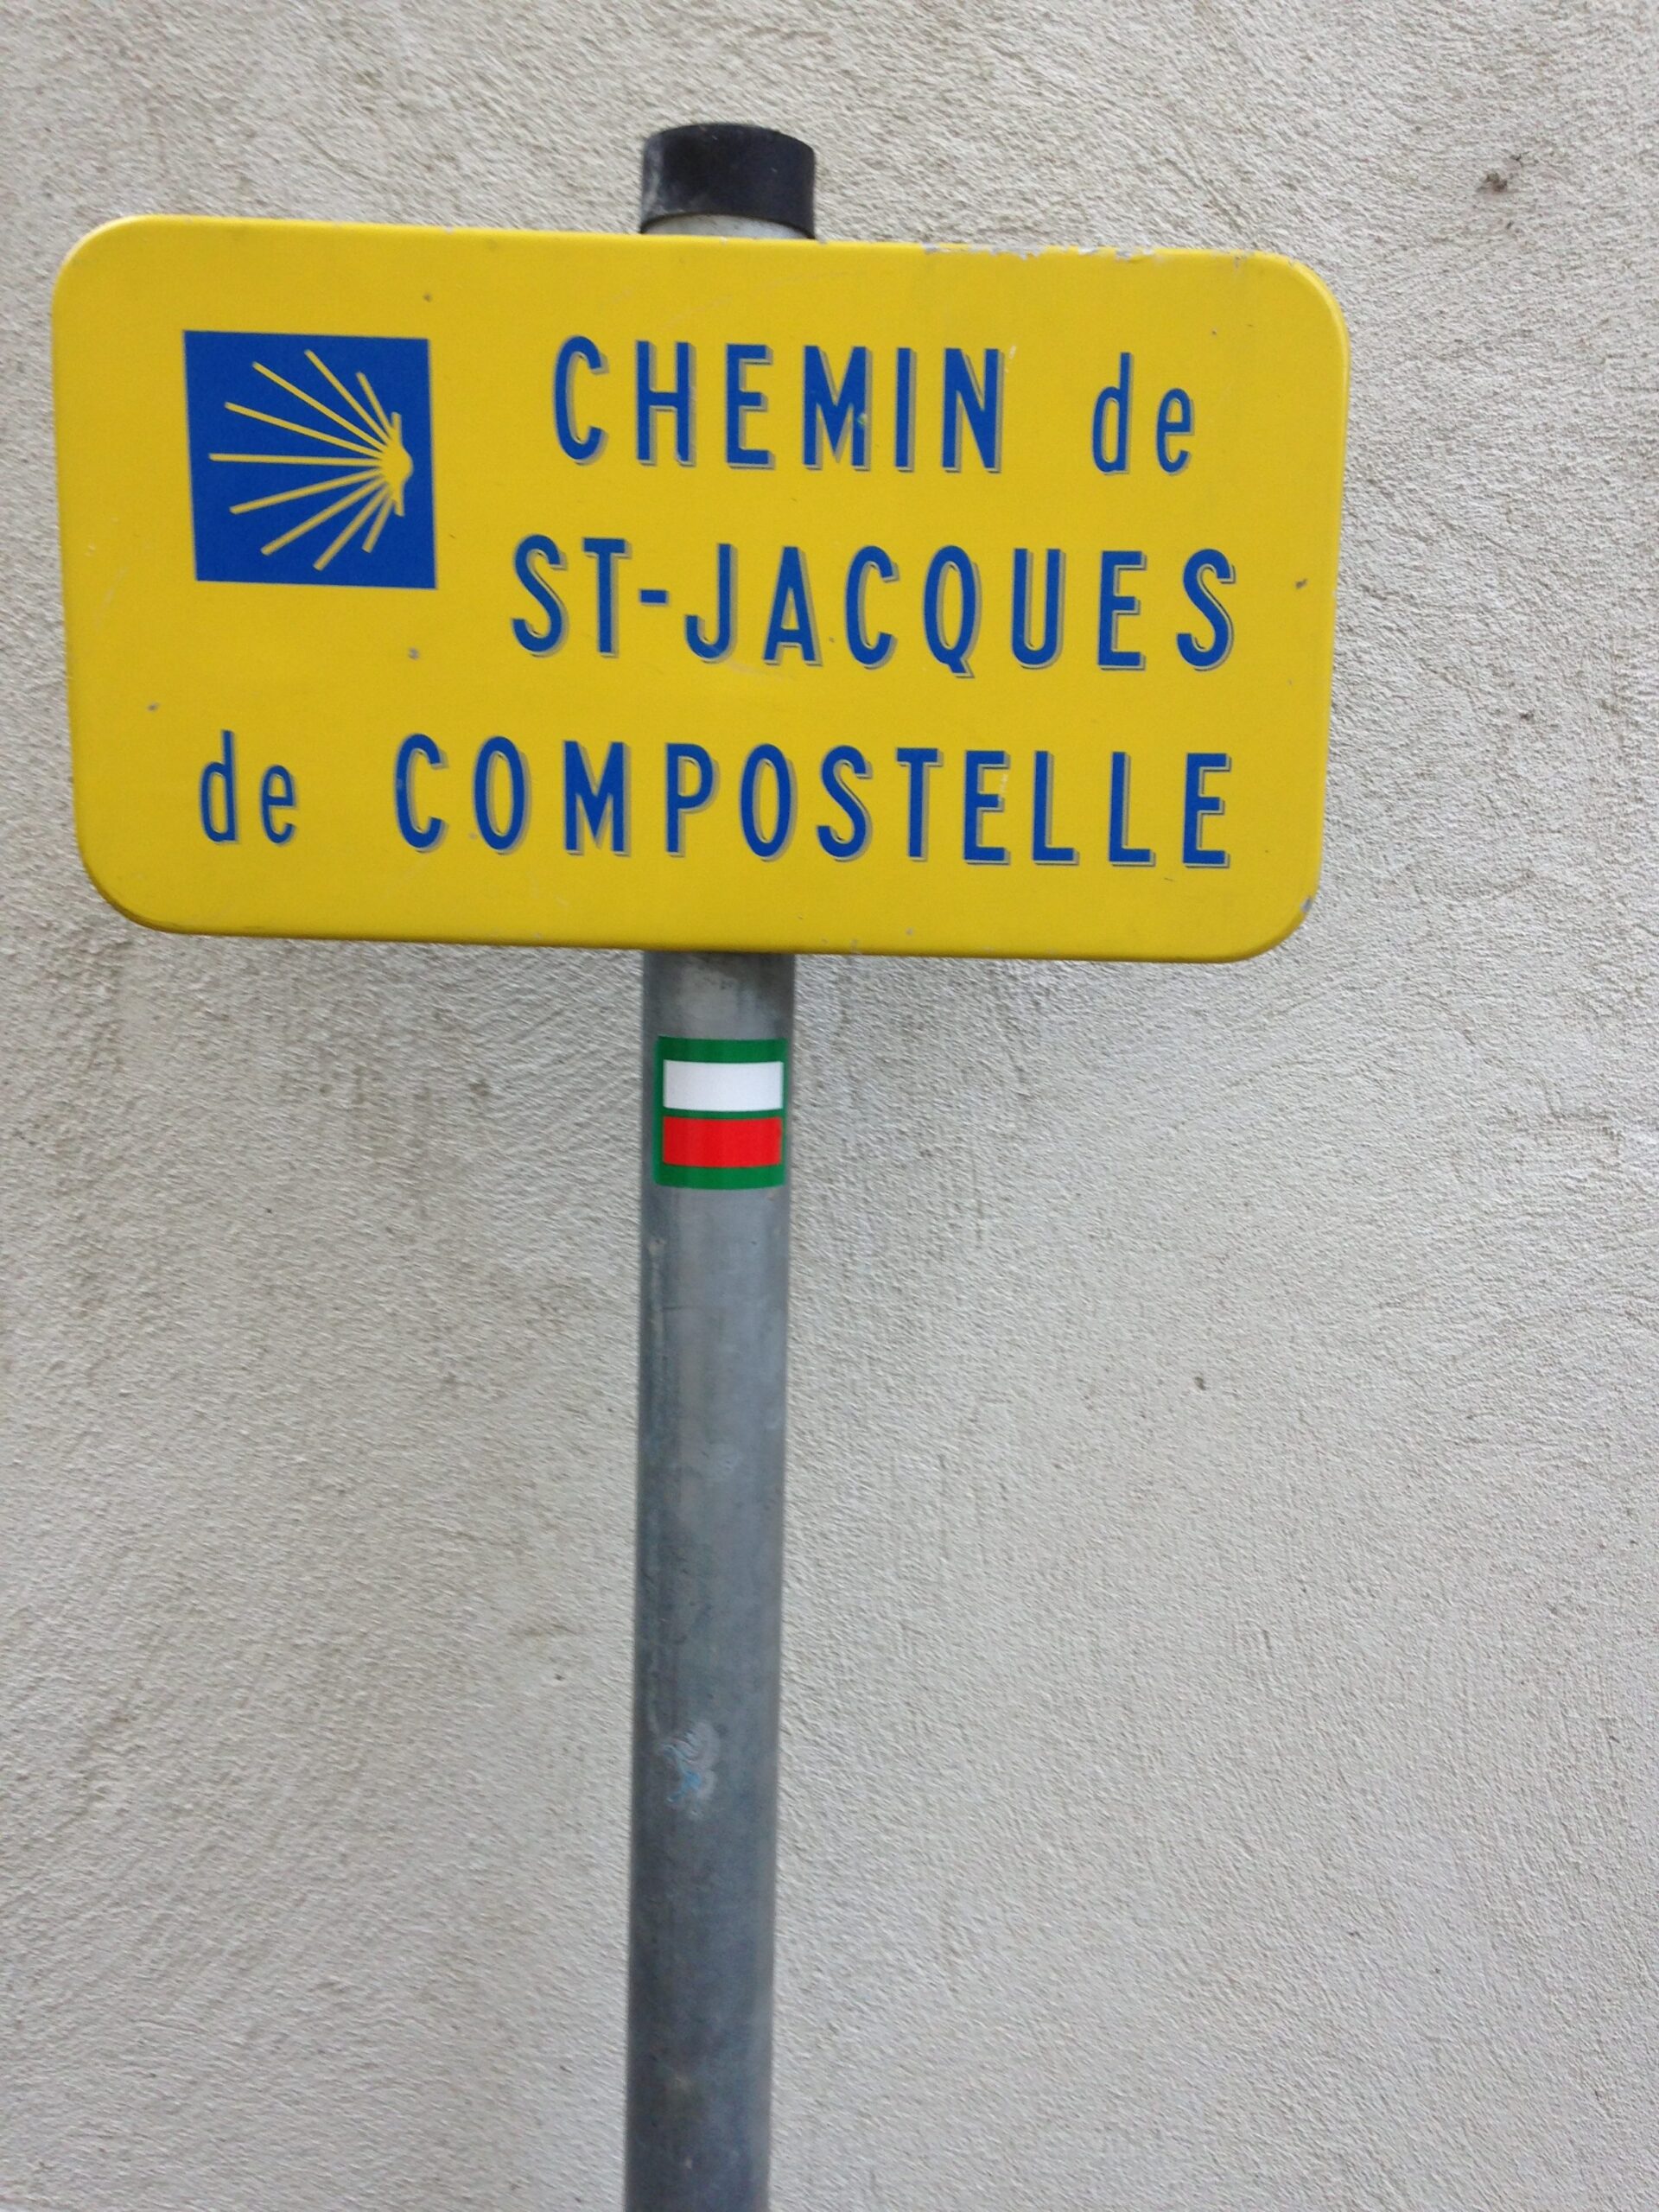 CHEMIN de
ST-JACQUES
de COMPOSTELLE